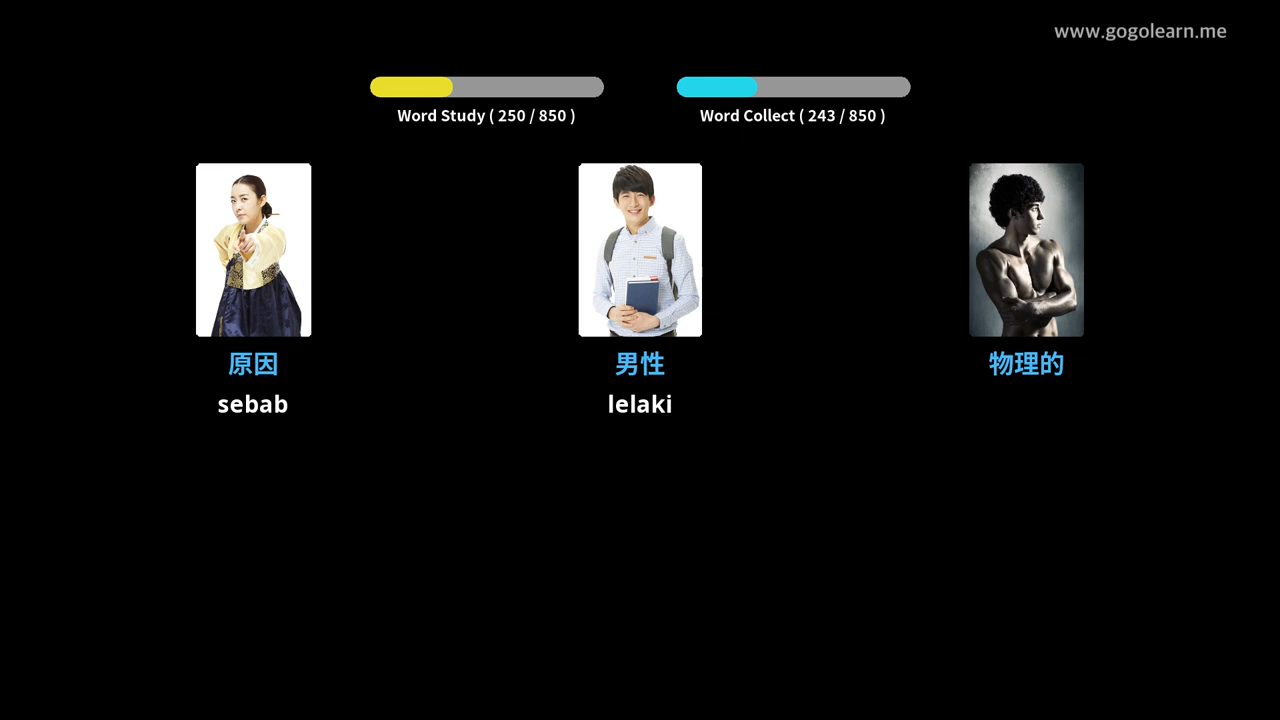 www.gogolearn.me
Word Study ( 250 / 850 )
Word Collect ( 243 / 850 )
原因
男性
物理的
sebab
lelaki